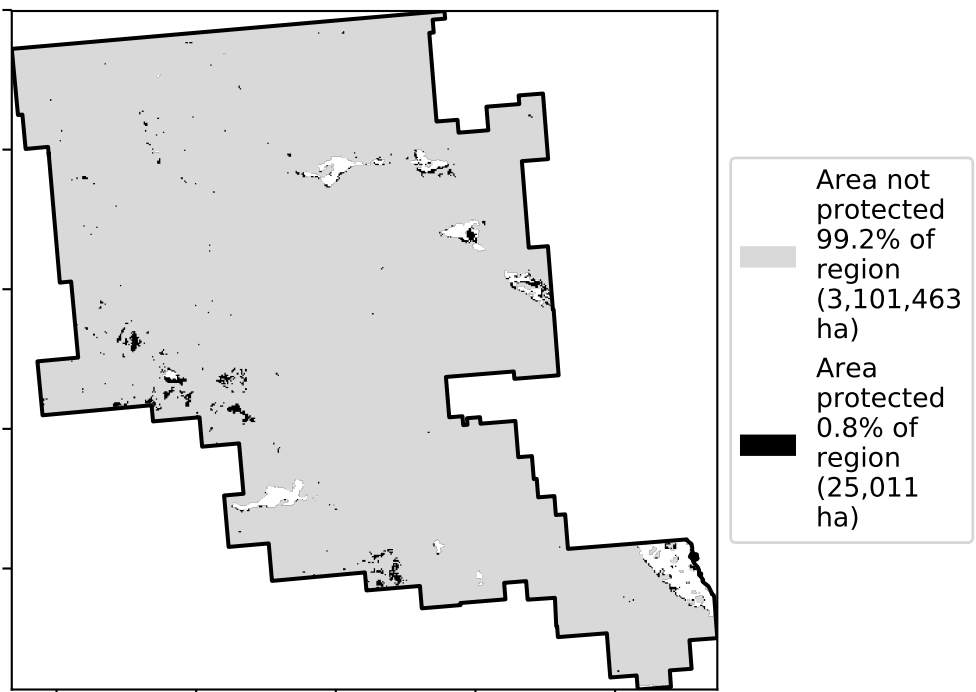 Area not
protected
99.2% of
region
(3,101,463
ha)
Area
protected
0.8% of
region
(25,011
ha)